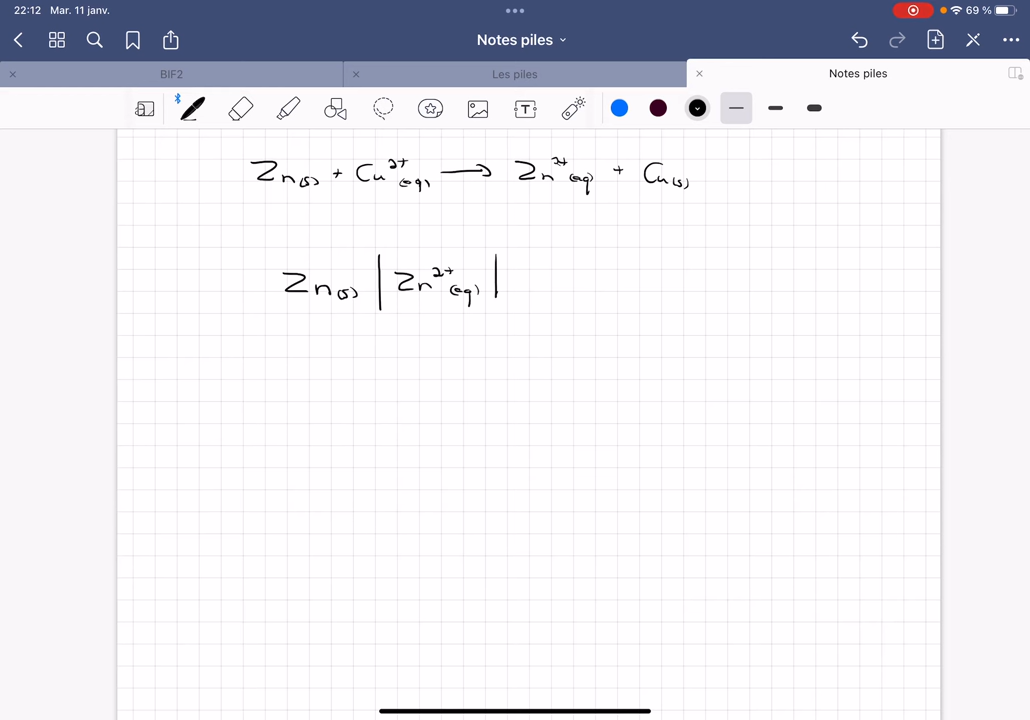 22:12 Mar. 11 janv. 69 %
Notes piles
BIF2 Les piles Notes piles
Zn(s) + Cu²⁺(aq) → Zn²⁺(aq) + Cu(s)
Zn(s) | Zn²⁺(aq) |